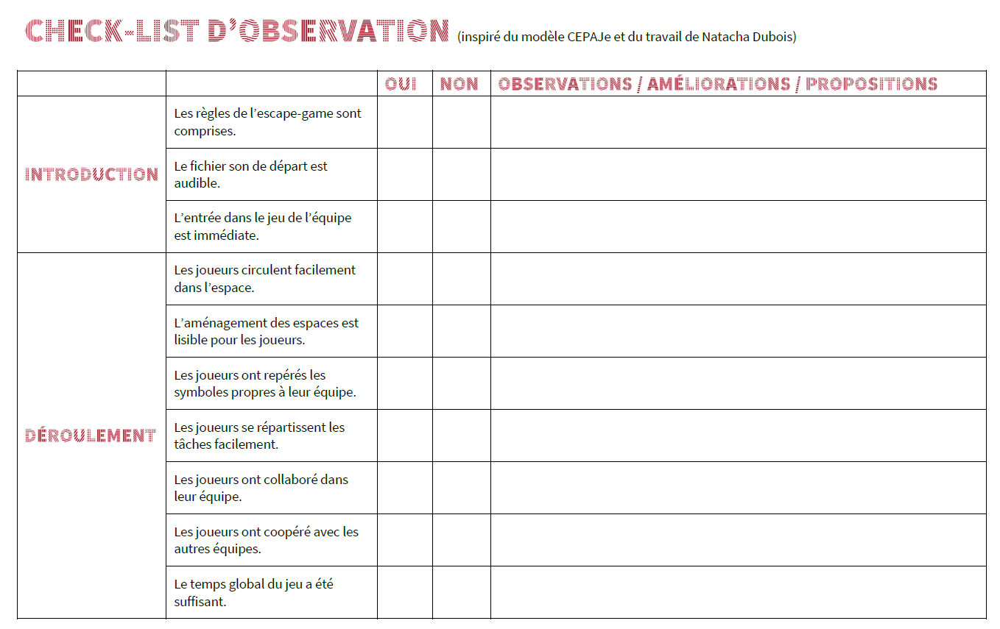 CHECK-LIST D’OBSERVATION (inspiré du modèle CEPAJe et du travail de Natacha Dubois)
OUI NON OBSERVATIONS / AMÉLIORATIONS / PROPOSITIONS
INTRODUCTION
Les règles de l’escape-game sont
comprises.
Le fichier son de départ est
audible.
L’entrée dans le jeu de l’équipe
est immédiate.
DÉROULEMENT
Les joueurs circulent facilement
dans l’espace.
L’aménagement des espaces est
lisible pour les joueurs.
Les joueurs ont repérés les
symboles propres à leur équipe.
Les joueurs se répartissent les
tâches facilement.
Les joueurs ont collaboré dans
leur équipe.
Les joueurs ont coopéré avec les
autres équipes.
Le temps global du jeu a été
suffisant.